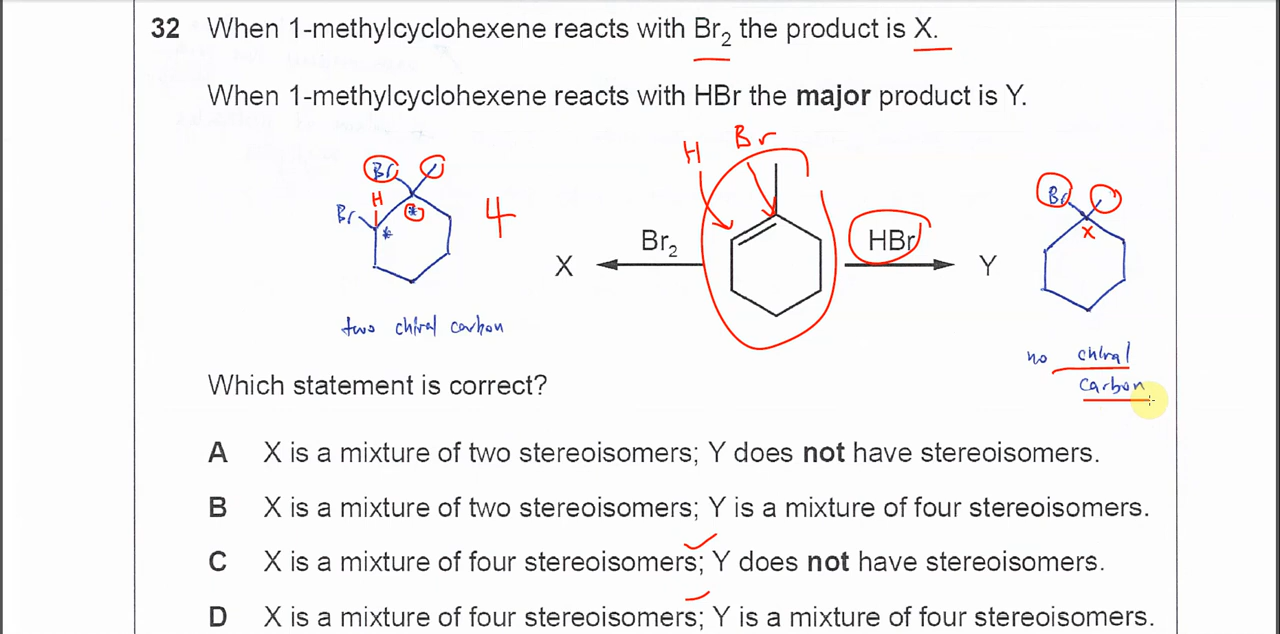 32 When 1-methylcyclohexene reacts with Br2 the product is X.
When 1-methylcyclohexene reacts with HBr the major product is Y.
H Br
Br
H
Br * *
4
Br
x
X Br2 HBr Y
two chiral carbon
no chiral
carbon
Which statement is correct?
A X is a mixture of two stereoisomers; Y does not have stereoisomers.
B X is a mixture of two stereoisomers; Y is a mixture of four stereoisomers.
C X is a mixture of four stereoisomers; Y does not have stereoisomers.
D X is a mixture of four stereoisomers; Y is a mixture of four stereoisomers.